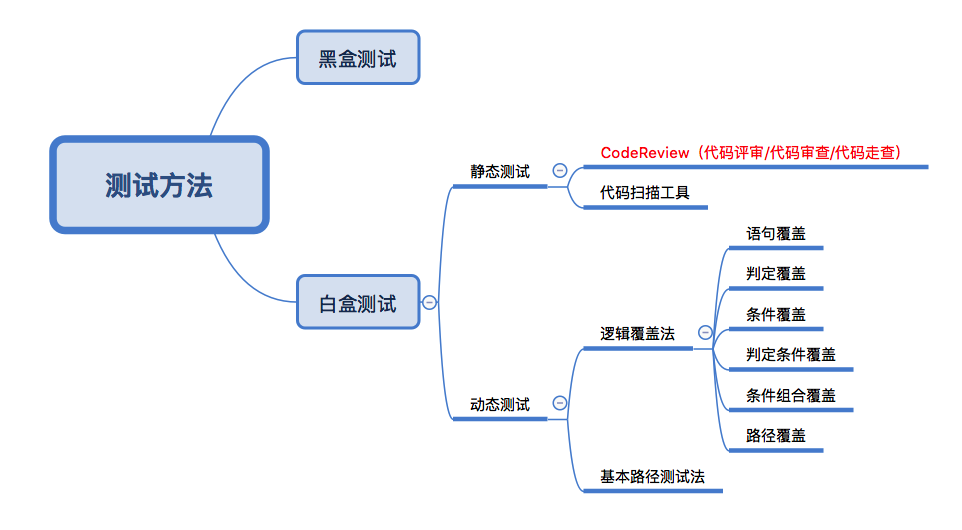 黑盒测试
测试方法
白盒测试
静态测试
CodeReview（代码评审/代码审查/代码走查）
代码扫描工具
动态测试
逻辑覆盖法
语句覆盖
判定覆盖
条件覆盖
判定条件覆盖
条件组合覆盖
路径覆盖
基本路径测试法